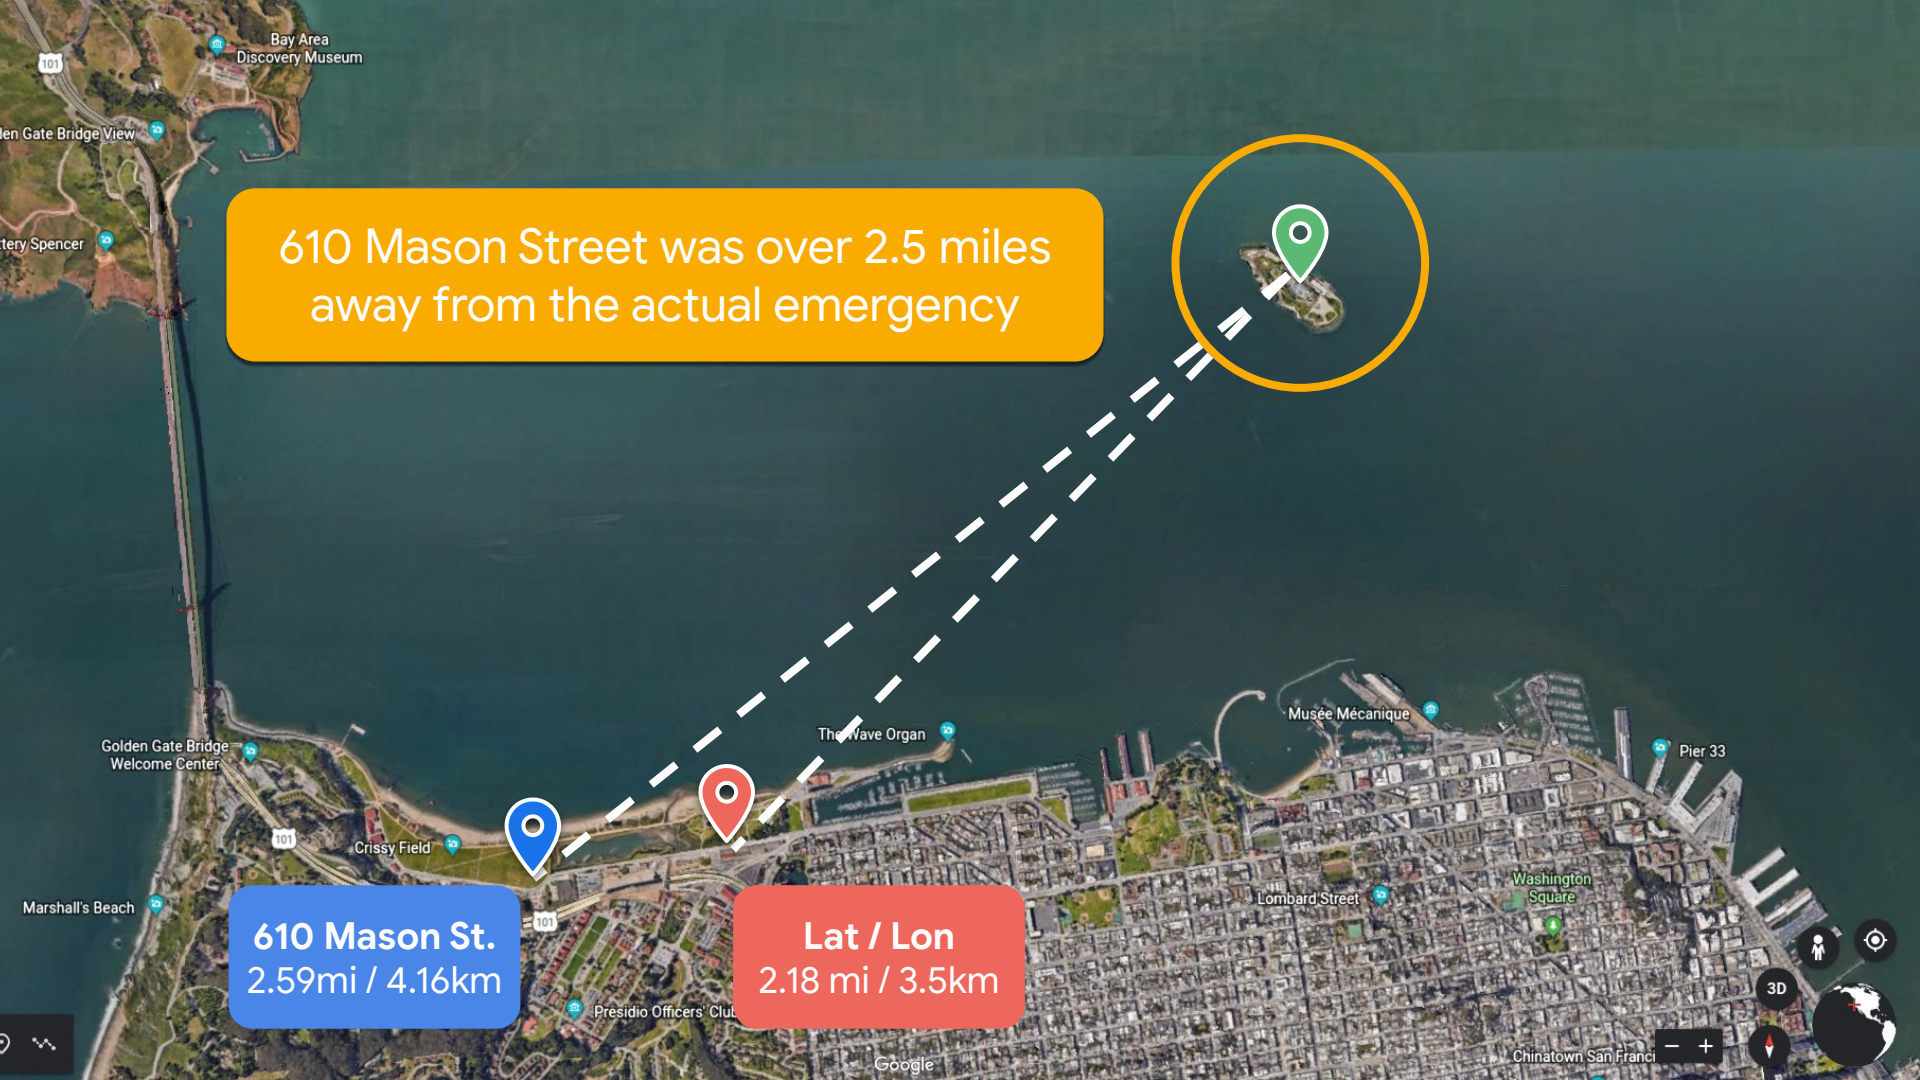 Bay Area
Discovery Museum
101
den Gate Bridge View
ttery Spencer
610 Mason Street was over 2.5 miles
away from the actual emergency
The Wave Organ
Musée Mécanique
Pier 33
Golden Gate Bridge
Welcome Center
101
Crissy Field
Marshall's Beach
101
Lombard Street
Washington
Square
610 Mason St.
2.59mi / 4.16km
Lat / Lon
2.18 mi / 3.5km
Presidio Officers' Club
3D
Google
Chinatown San Franci